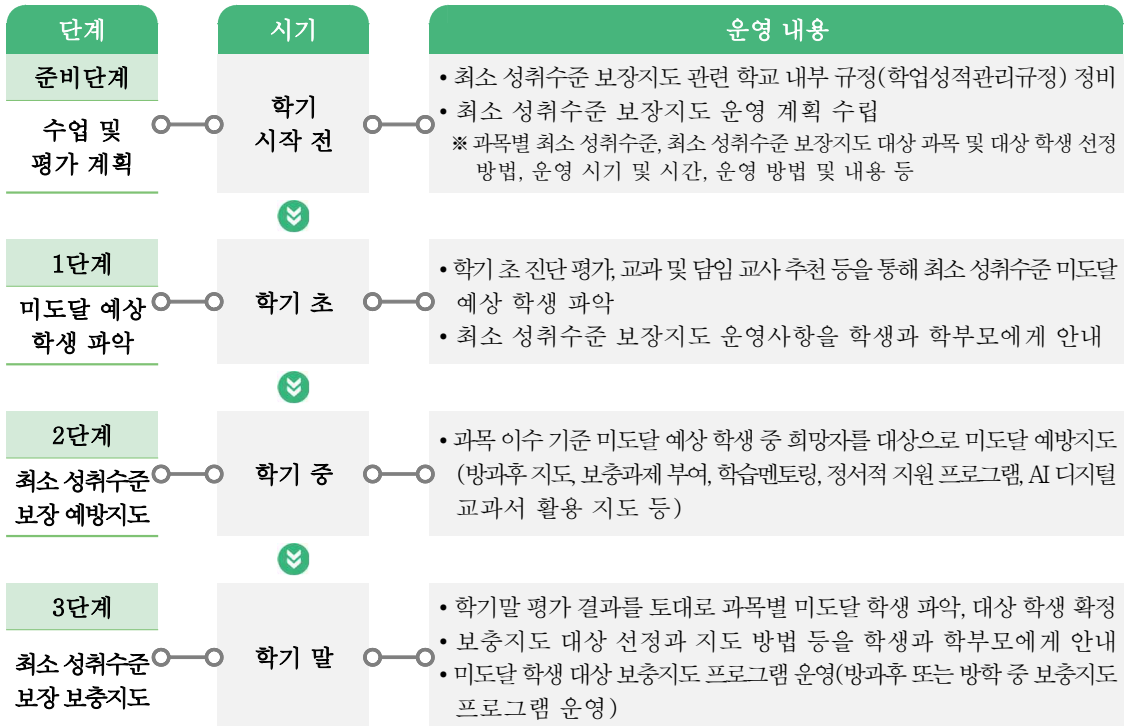 단계
시기
운영 내용
준비단계
수업 및
평가 계획
학기
시작 전
• 최소 성취수준 보장지도 관련 학교 내부 규정(학업성적관리규정) 정비
• 최소 성취수준 보장지도 운영 계획 수립
※ 과목별 최소 성취수준, 최소 성취수준 보장지도 대상 과목 및 대상 학생 선정
방법, 운영 시기 및 시간, 운영 방법 및 내용 등
1단계
미도달 예상
학생 파악
학기 초
• 학기 초 진단 평가, 교과 및 담임 교사 추천 등을 통해 최소 성취수준 미도달
예상 학생 파악
• 최소 성취수준 보장지도 운영사항을 학생과 학부모에게 안내
2단계
최소 성취수준
보장 예방지도
학기 중
• 과목 이수 기준 미도달 예상 학생 중 희망자를 대상으로 미도달 예방지도
(방과후 지도, 보충과제 부여, 학습멘토링, 정서적 지원 프로그램, AI 디지털
교과서 활용 지도 등)
3단계
최소 성취수준
보장 보충지도
학기 말
• 학기말 평가 결과를 토대로 과목별 미도달 학생 파악, 대상 학생 확정
• 보충지도 대상 선정과 지도 방법 등을 학생과 학부모에게 안내
• 미도달 학생 대상 보충지도 프로그램 운영(방과후 또는 방학 중 보충지도
프로그램 운영)